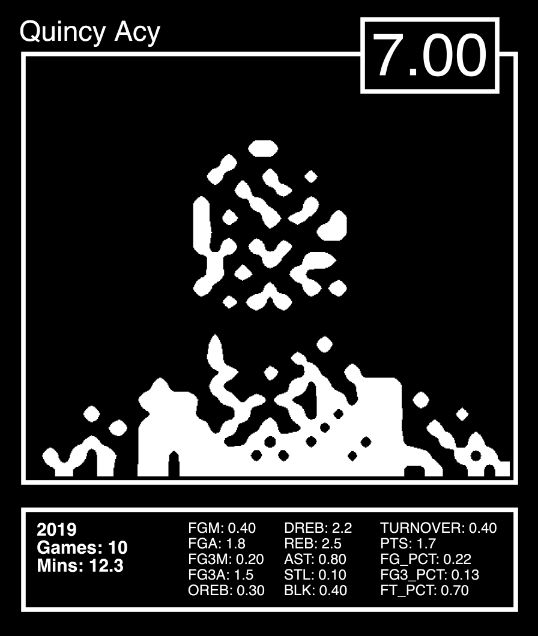 Quincy Acy
7.00
2019
Games: 10
Mins: 12.3
FGM: 0.40
FGA: 1.8
FG3M: 0.20
FG3A: 1.5
OREB: 0.30
DREB: 2.2
REB: 2.5
AST: 0.80
STL: 0.10
BLK: 0.40
TURNOVER: 0.40
PTS: 1.7
FG_PCT: 0.22
FG3_PCT: 0.13
FT_PCT: 0.70